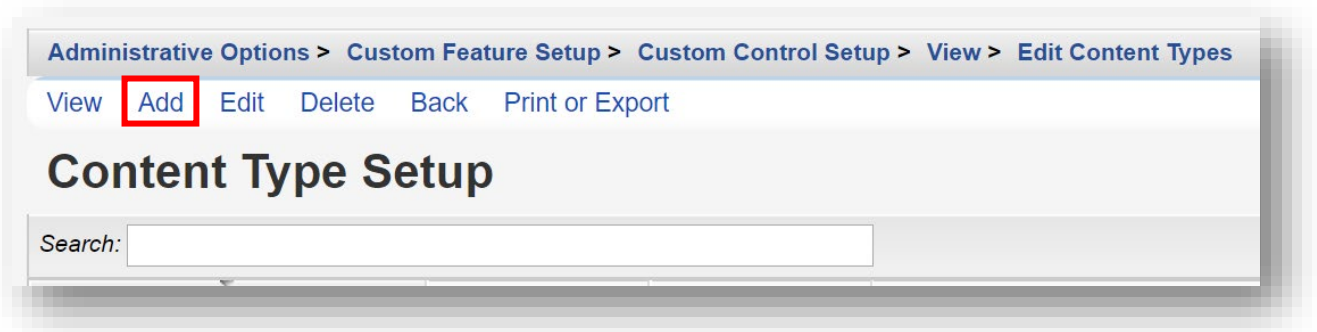 Administrative Options > Custom Feature Setup > Custom Control Setup > View > Edit Content Types
View Add Edit Delete Back Print or Export
Content Type Setup
Search: